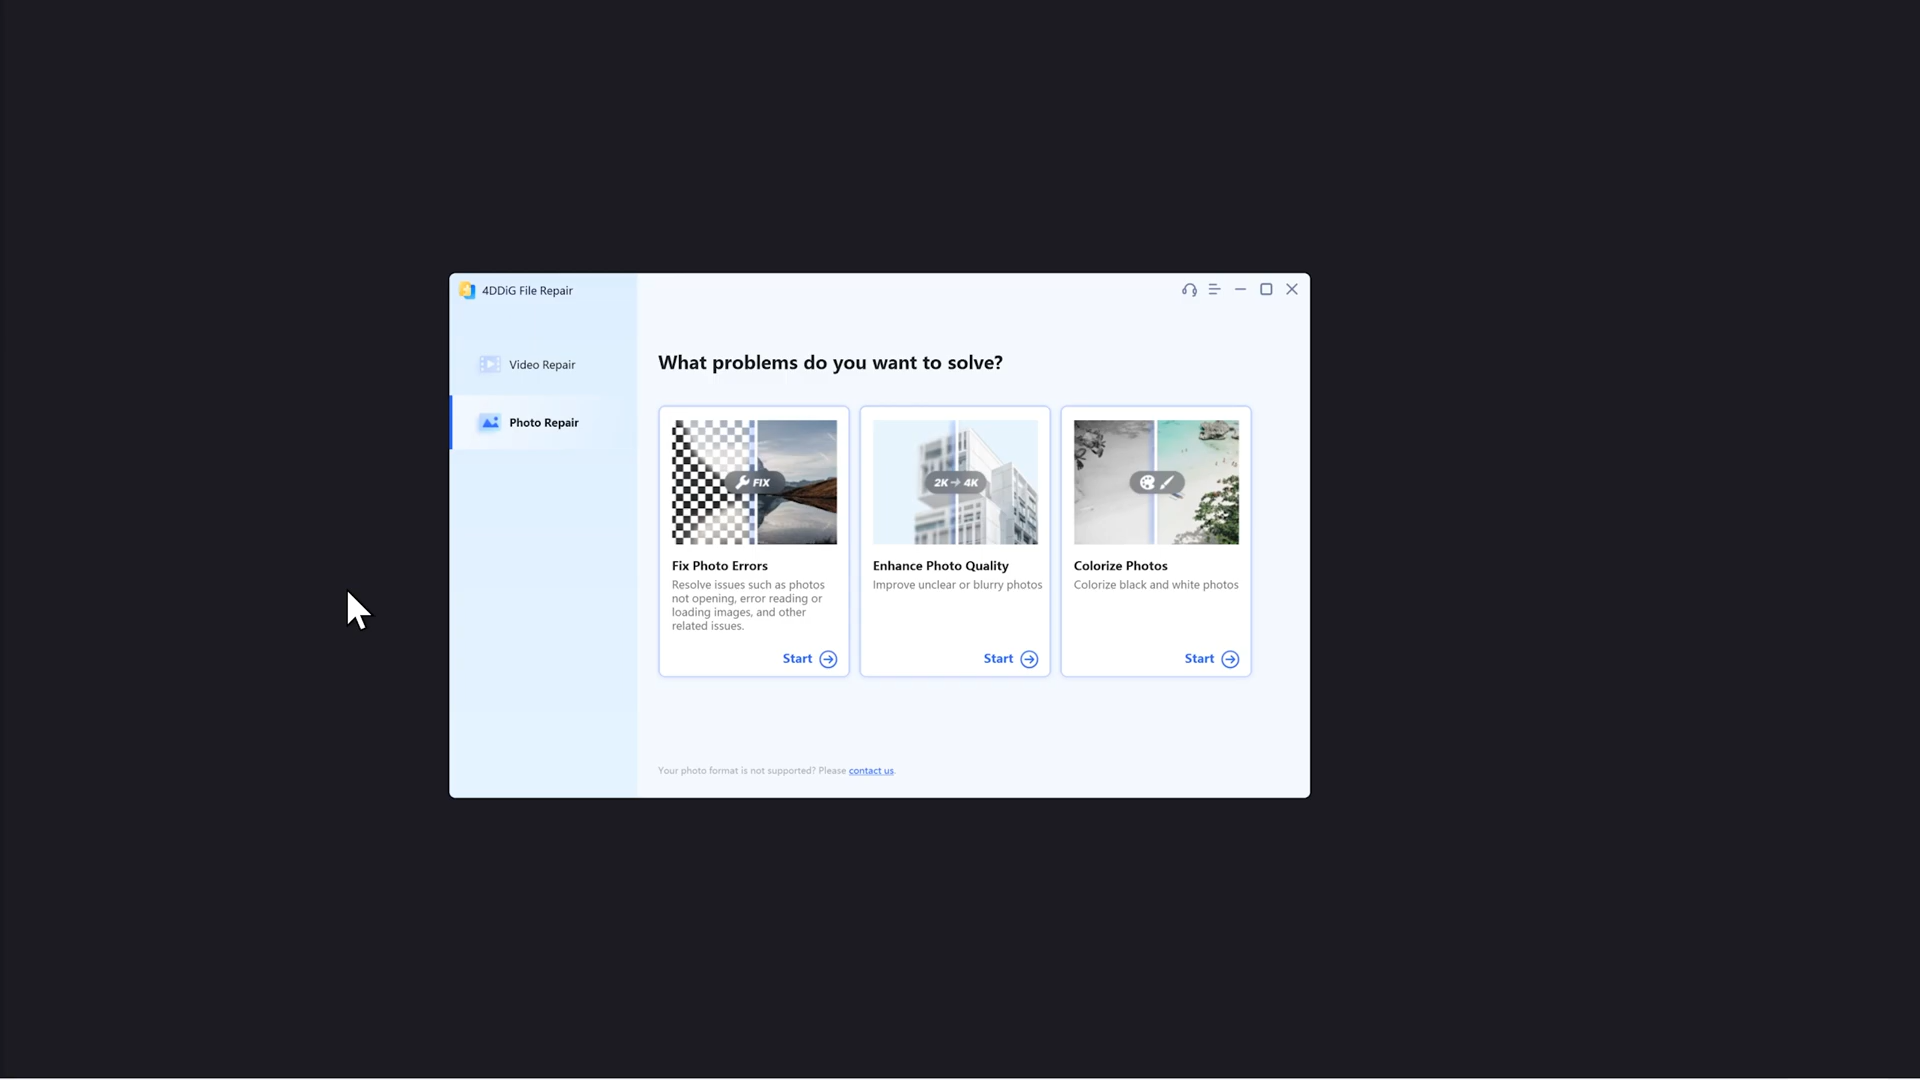 4DDiG File Repair
Video Repair
Photo Repair
What problems do you want to solve?
FIX
2K → 4K
Fix Photo Errors
Resolve issues such as photos
not opening, error reading or
loading images, and other
related issues.
Start
Enhance Photo Quality
Improve unclear or blurry photos
Start
Colorize Photos
Colorize black and white photos
Start
Your photo format is not supported? Please contact us.